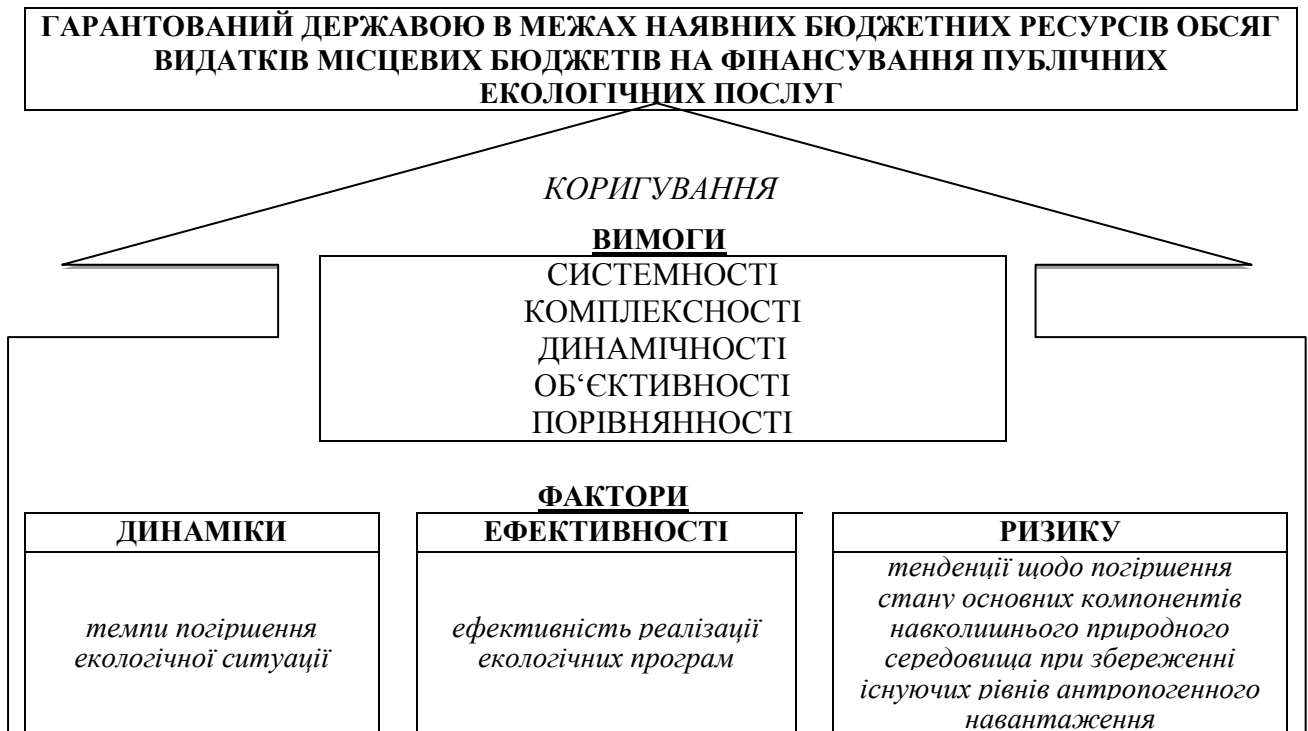 ГАРАНТОВАНИЙ ДЕРЖАВОЮ В МЕЖАХ НАЯВНИХ БЮДЖЕТНИХ РЕСУРСІВ ОБСЯГ
ВИДАТКІВ МІСЦЕВИХ БЮДЖЕТІВ НА ФІНАНСУВАННЯ ПУБЛІЧНИХ
ЕКОЛОГІЧНИХ ПОСЛУГ
КОРИГУВАННЯ
ВИМОГИ
СИСТЕМНОСТІ
КОМПЛЕКСНОСТІ
ДИНАМІЧНОСТІ
ОБ‘ЄКТИВНОСТІ
ПОРІВНЯННОСТІ
ФАКТОРИ
ДИНАМІКИ
темпи погіршення
екологічної ситуації
ЕФЕКТИВНОСТІ
ефективність реалізації
екологічних програм
РИЗИКУ
тенденції щодо погіршення
стану основних компонентів
навколишнього природного
середовища при збереженні
існуючих рівнів антропогенного
навантаження